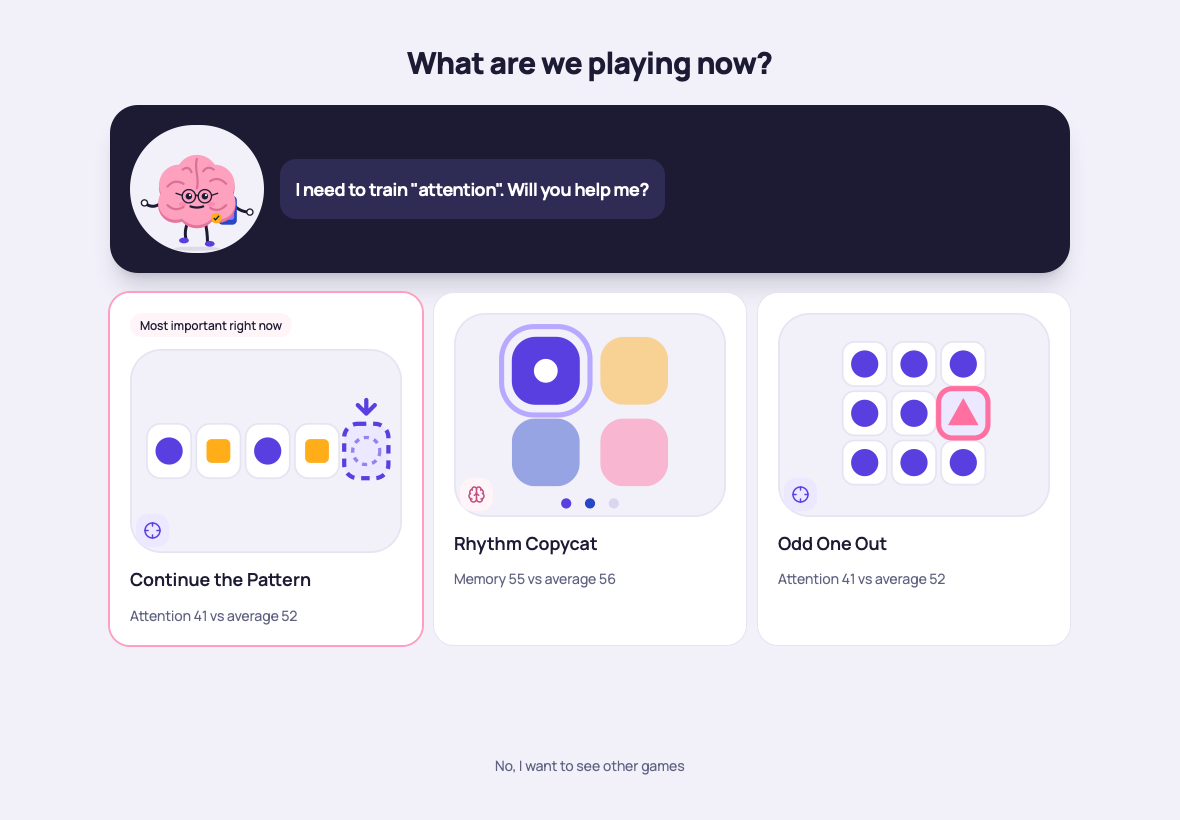 What are we playing now?
I need to train "attention". Will you help me?
Most important right now
Continue the Pattern
Attention 41 vs average 52
Rhythm Copycat
Memory 55 vs average 56
Odd One Out
Attention 41 vs average 52
No, I want to see other games